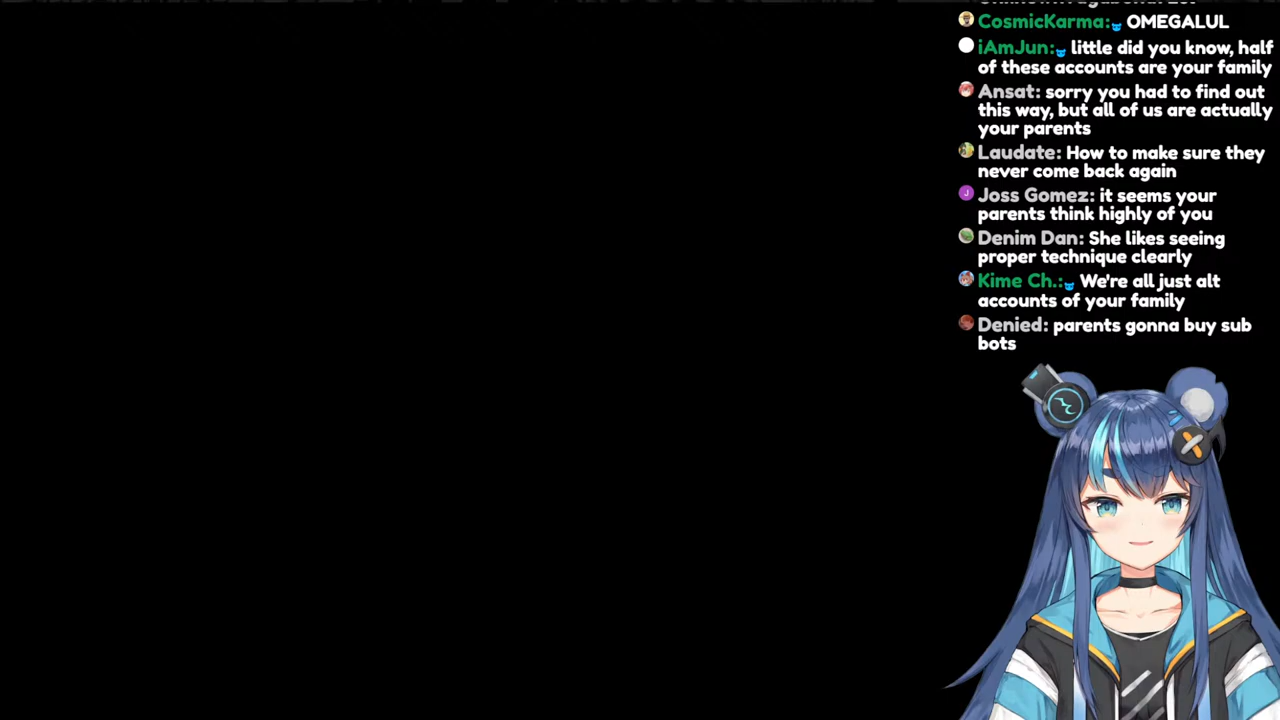 CosmicKarma: OMEGALUL
iAmJun: little did you know, half
of these accounts are your family
Ansat: sorry you had to find out
this way, but all of us are actually
your parents
Laudate: How to make sure they
never come back again
Joss Gomez: it seems your
parents think highly of you
Denim Dan: She likes seeing
proper technique clearly
Kime Ch.: We're all just alt
accounts of your family
Denied: parents gonna buy sub
bots